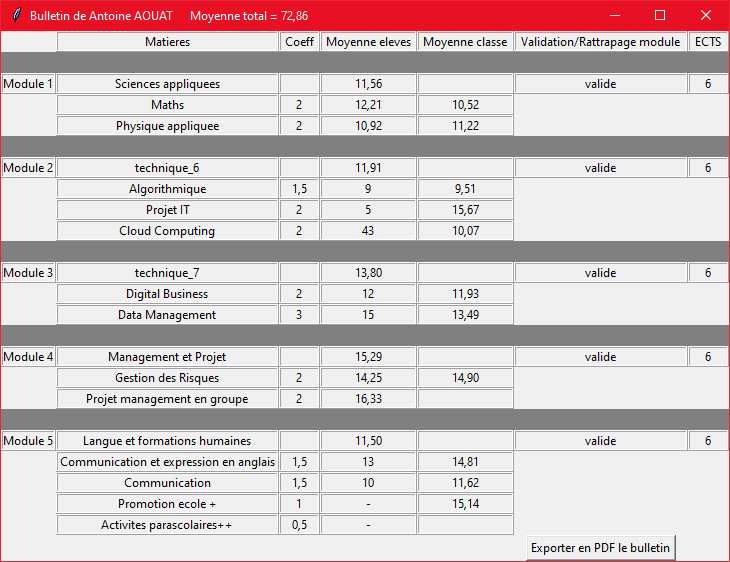 Bulletin de Antoine AOUAT Moyenne total = 72,86
Matieres Coeff Moyenne eleves Moyenne classe Validation/Rattrapage module ECTS
Module 1 Sciences appliquees 11,56 valide 6
Maths 2 12,21 10,52
Physique appliquee 2 10,92 11,22
Module 2 technique_6 11,91 valide 6
Algorithmique 1,5 9 9,51
Projet IT 2 5 15,67
Cloud Computing 2 43 10,07
Module 3 technique_7 13,80 valide 6
Digital Business 2 12 11,93
Data Management 3 15 13,49
Module 4 Management et Projet 15,29 valide 6
Gestion des Risques 2 14,25 14,90
Projet management en groupe 2 16,33
Module 5 Langue et formations humaines 11,50 valide 6
Communication et expression en anglais 1,5 13 14,81
Communication 1,5 10 11,62
Promotion ecole + 1 - 15,14
Activites parascolaires++ 0,5 -
Exporter en PDF le bulletin